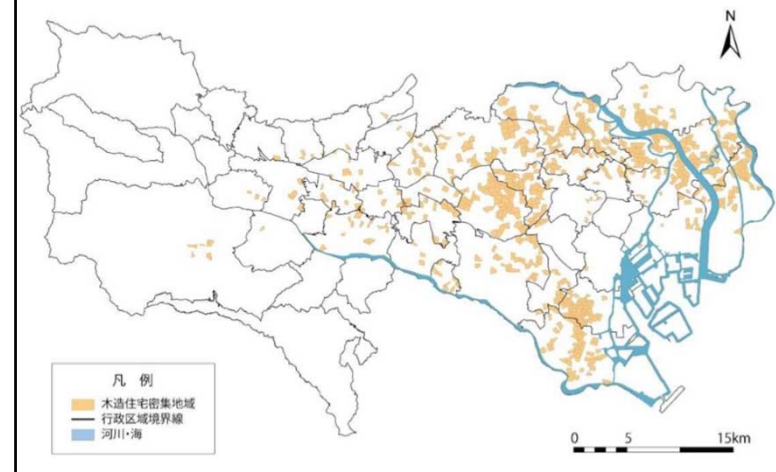 N
凡 例
木造住宅密集地域
行政区域境界線
河川・海
0 5 15km